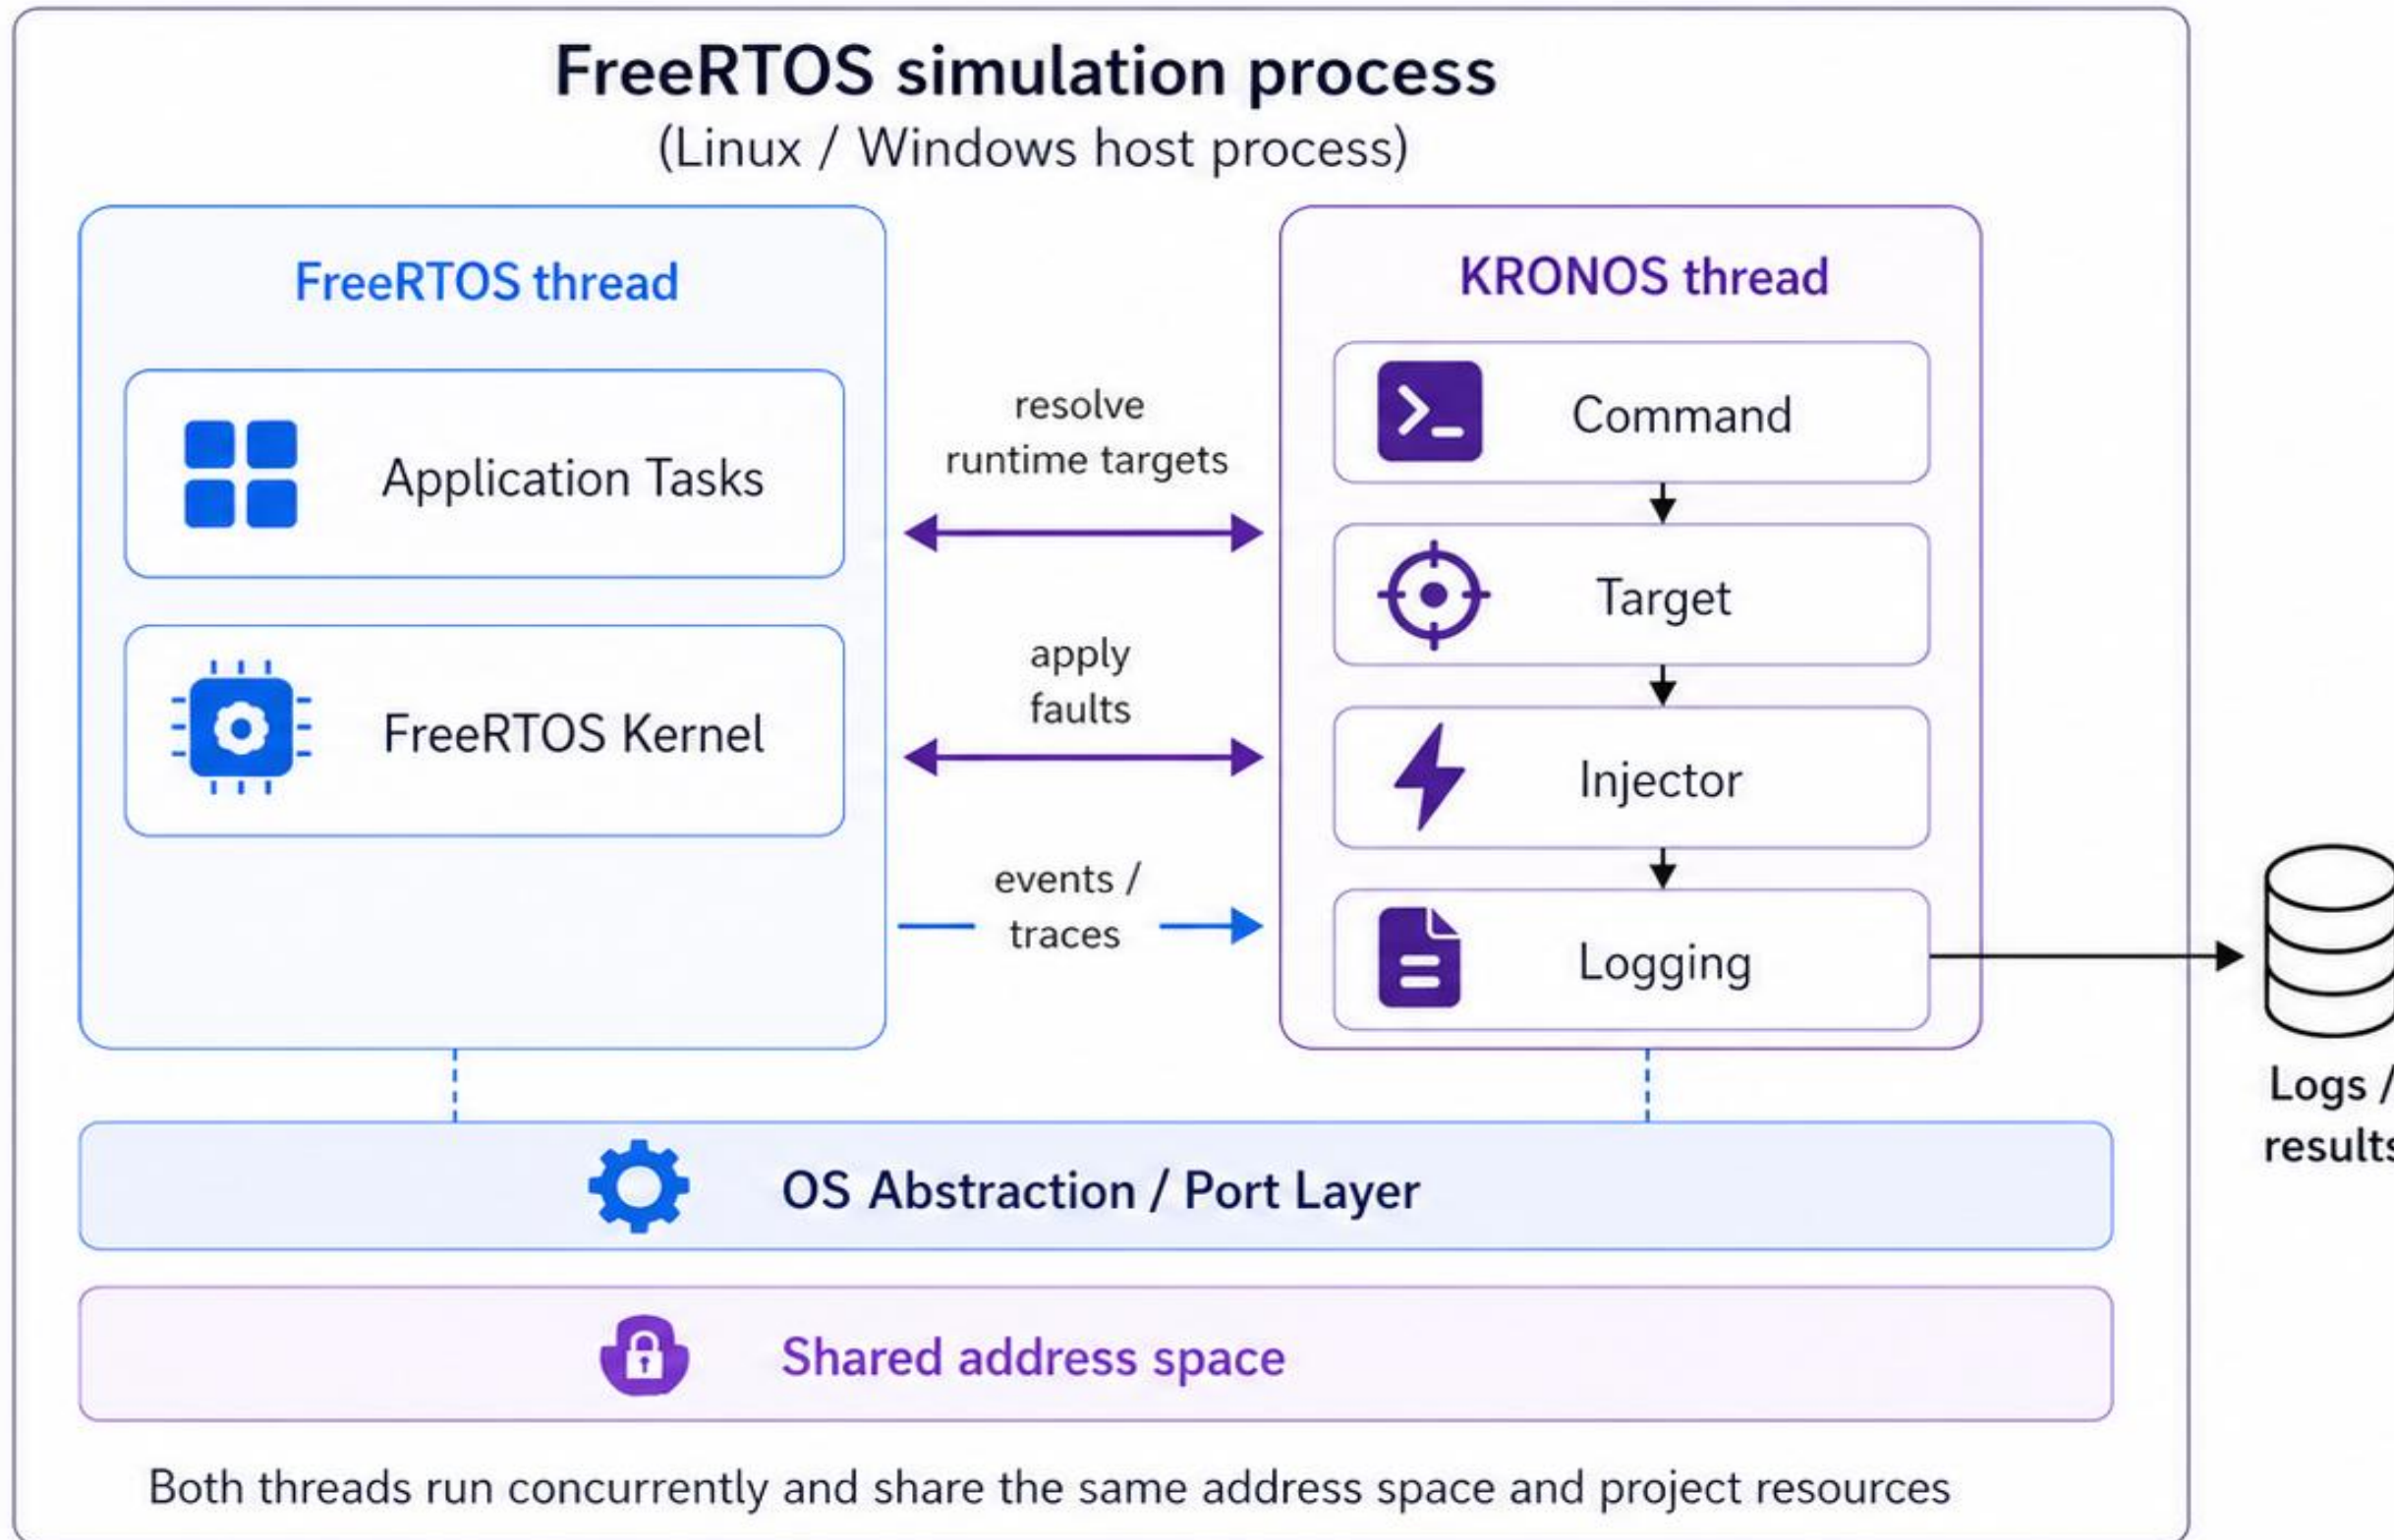 FreeRTOS simulation process
(Linux / Windows host process)
FreeRTOS thread
Application Tasks
FreeRTOS Kernel
resolve
runtime targets
apply
faults
events /
traces
KRONOS thread
Command
Target
Injector
Logging
Logs /
results
OS Abstraction / Port Layer
Shared address space
Both threads run concurrently and share the same address space and project resources